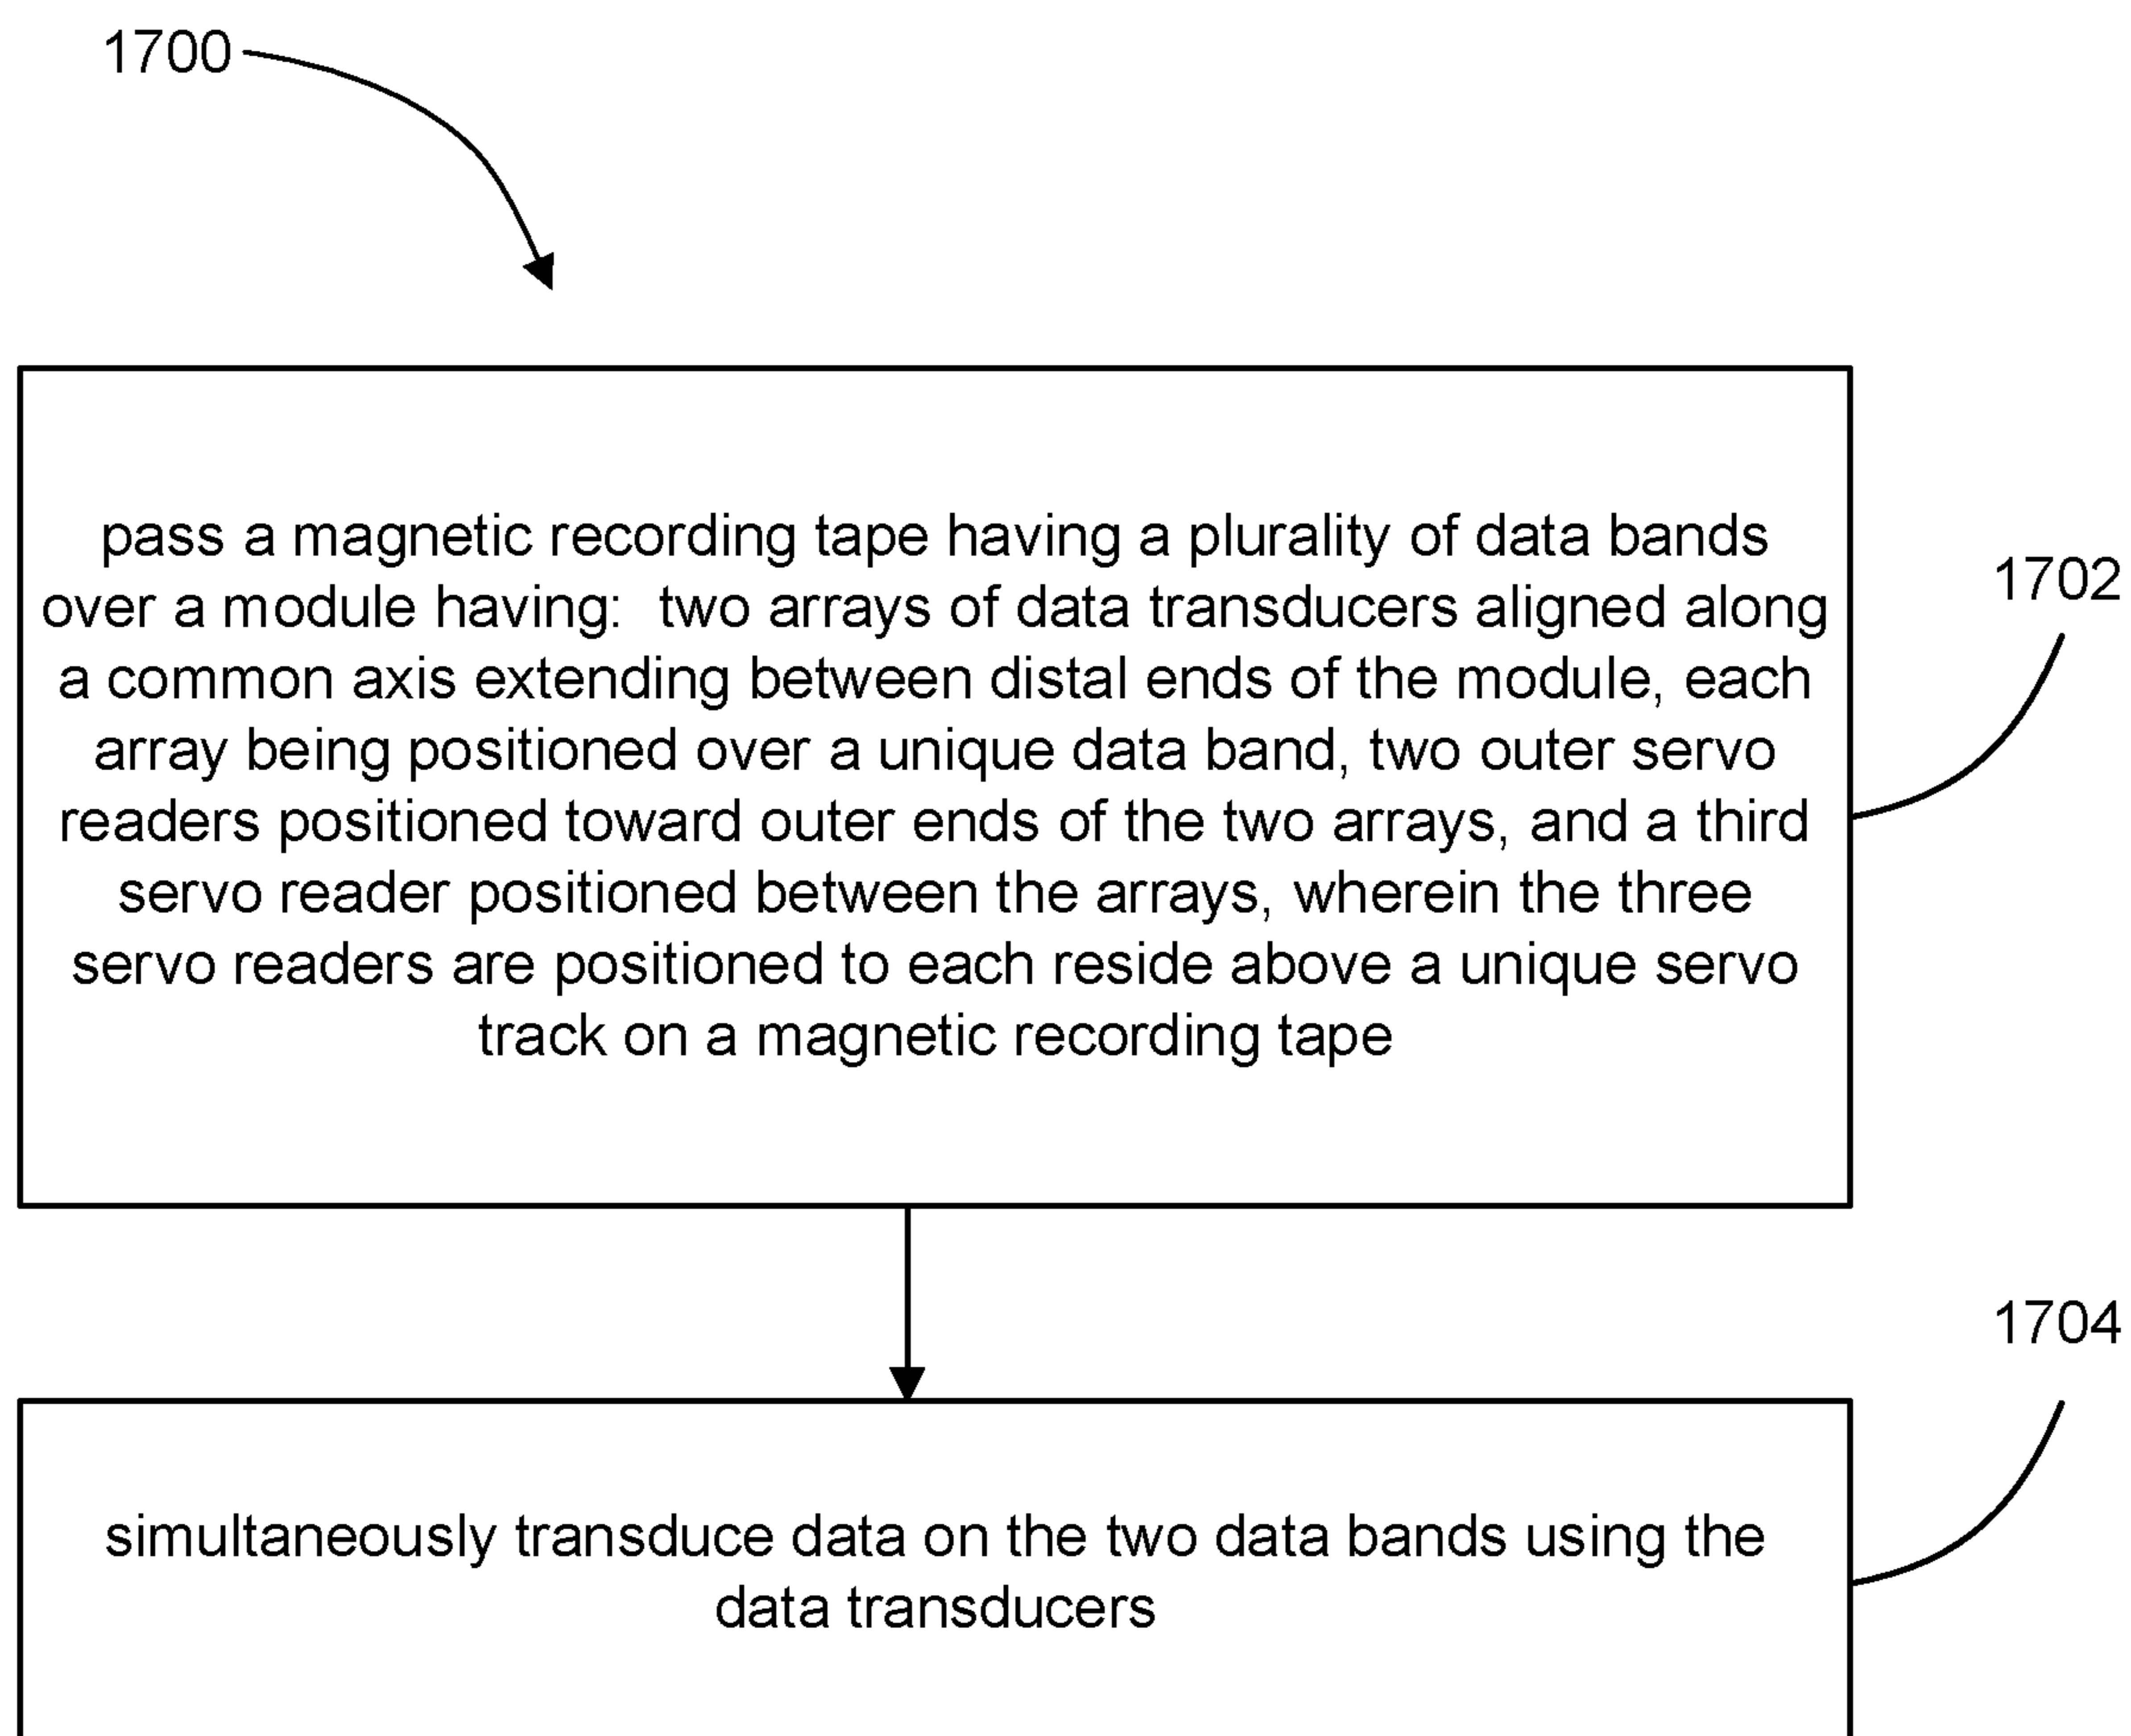 1700
pass a magnetic recording tape having a plurality of data bands
over a module having:  two arrays of data transducers aligned along
a common axis extending between distal ends of the module, each
array being positioned over a unique data band, two outer servo
readers positioned toward outer ends of the two arrays, and a third
servo reader positioned between the arrays, wherein the three
servo readers are positioned to each reside above a unique servo
track on a magnetic recording tape
1702
1704
simultaneously transduce data on the two data bands using the
data transducers